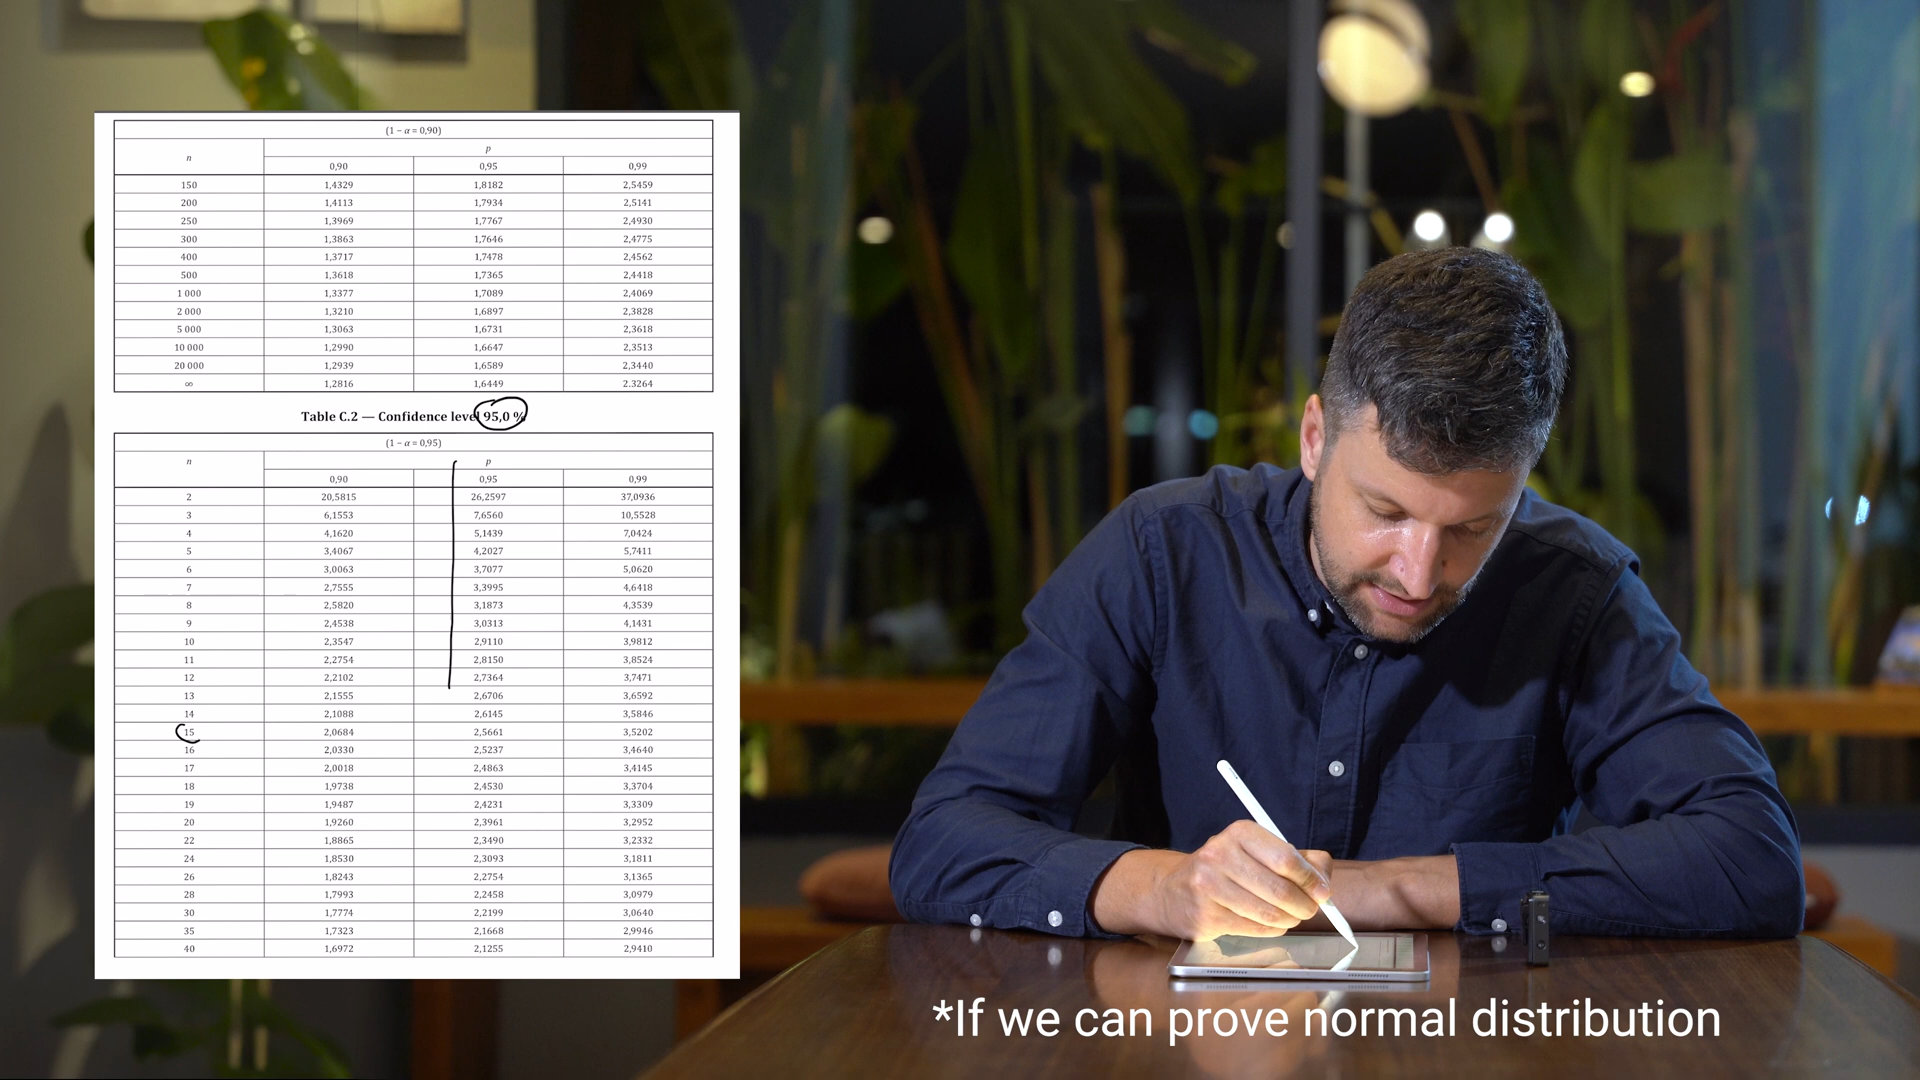 (1 − α = 0,90)
n p
0,90 0,95 0,99
150 1,4329 1,8182 2,5459
200 1,4113 1,7934 2,5141
250 1,3969 1,7767 2,4930
300 1,3863 1,7646 2,4775
400 1,3717 1,7478 2,4562
500 1,3618 1,7365 2,4418
1 000 1,3377 1,7089 2,4069
2 000 1,3210 1,6897 2,3828
5 000 1,3063 1,6731 2,3618
10 000 1,2990 1,6647 2,3513
20 000 1,2939 1,6589 2,3440
∞ 1,2816 1,6449 2.3264
Table C.2 — Confidence level 95,0 %
(1 − α = 0,95)
n p
0,90 0,95 0,99
2 20,5815 26,2597 37,0936
3 6,1553 7,6560 10,5528
4 4,1620 5,1439 7,0424
5 3,4067 4,2027 5,7411
6 3,0063 3,7077 5,0620
7 2,7555 3,3995 4,6418
8 2,5820 3,1873 4,3539
9 2,4538 3,0313 4,1431
10 2,3547 2,9110 3,9812
11 2,2754 2,8150 3,8524
12 2,2102 2,7364 3,7471
13 2,1555 2,6706 3,6592
14 2,1088 2,6145 3,5846
15 2,0684 2,5661 3,5202
16 2,0330 2,5237 3,4640
17 2,0018 2,4863 3,4145
18 1,9738 2,4530 3,3704
19 1,9487 2,4231 3,3309
20 1,9260 2,3961 3,2952
22 1,8865 2,3490 3,2332
24 1,8530 2,3093 3,1811
26 1,8243 2,2754 3,1365
28 1,7993 2,2458 3,0979
30 1,7774 2,2199 3,0640
35 1,7323 2,1668 2,9946
40 1,6972 2,1255 2,9410
*If we can prove normal distribution